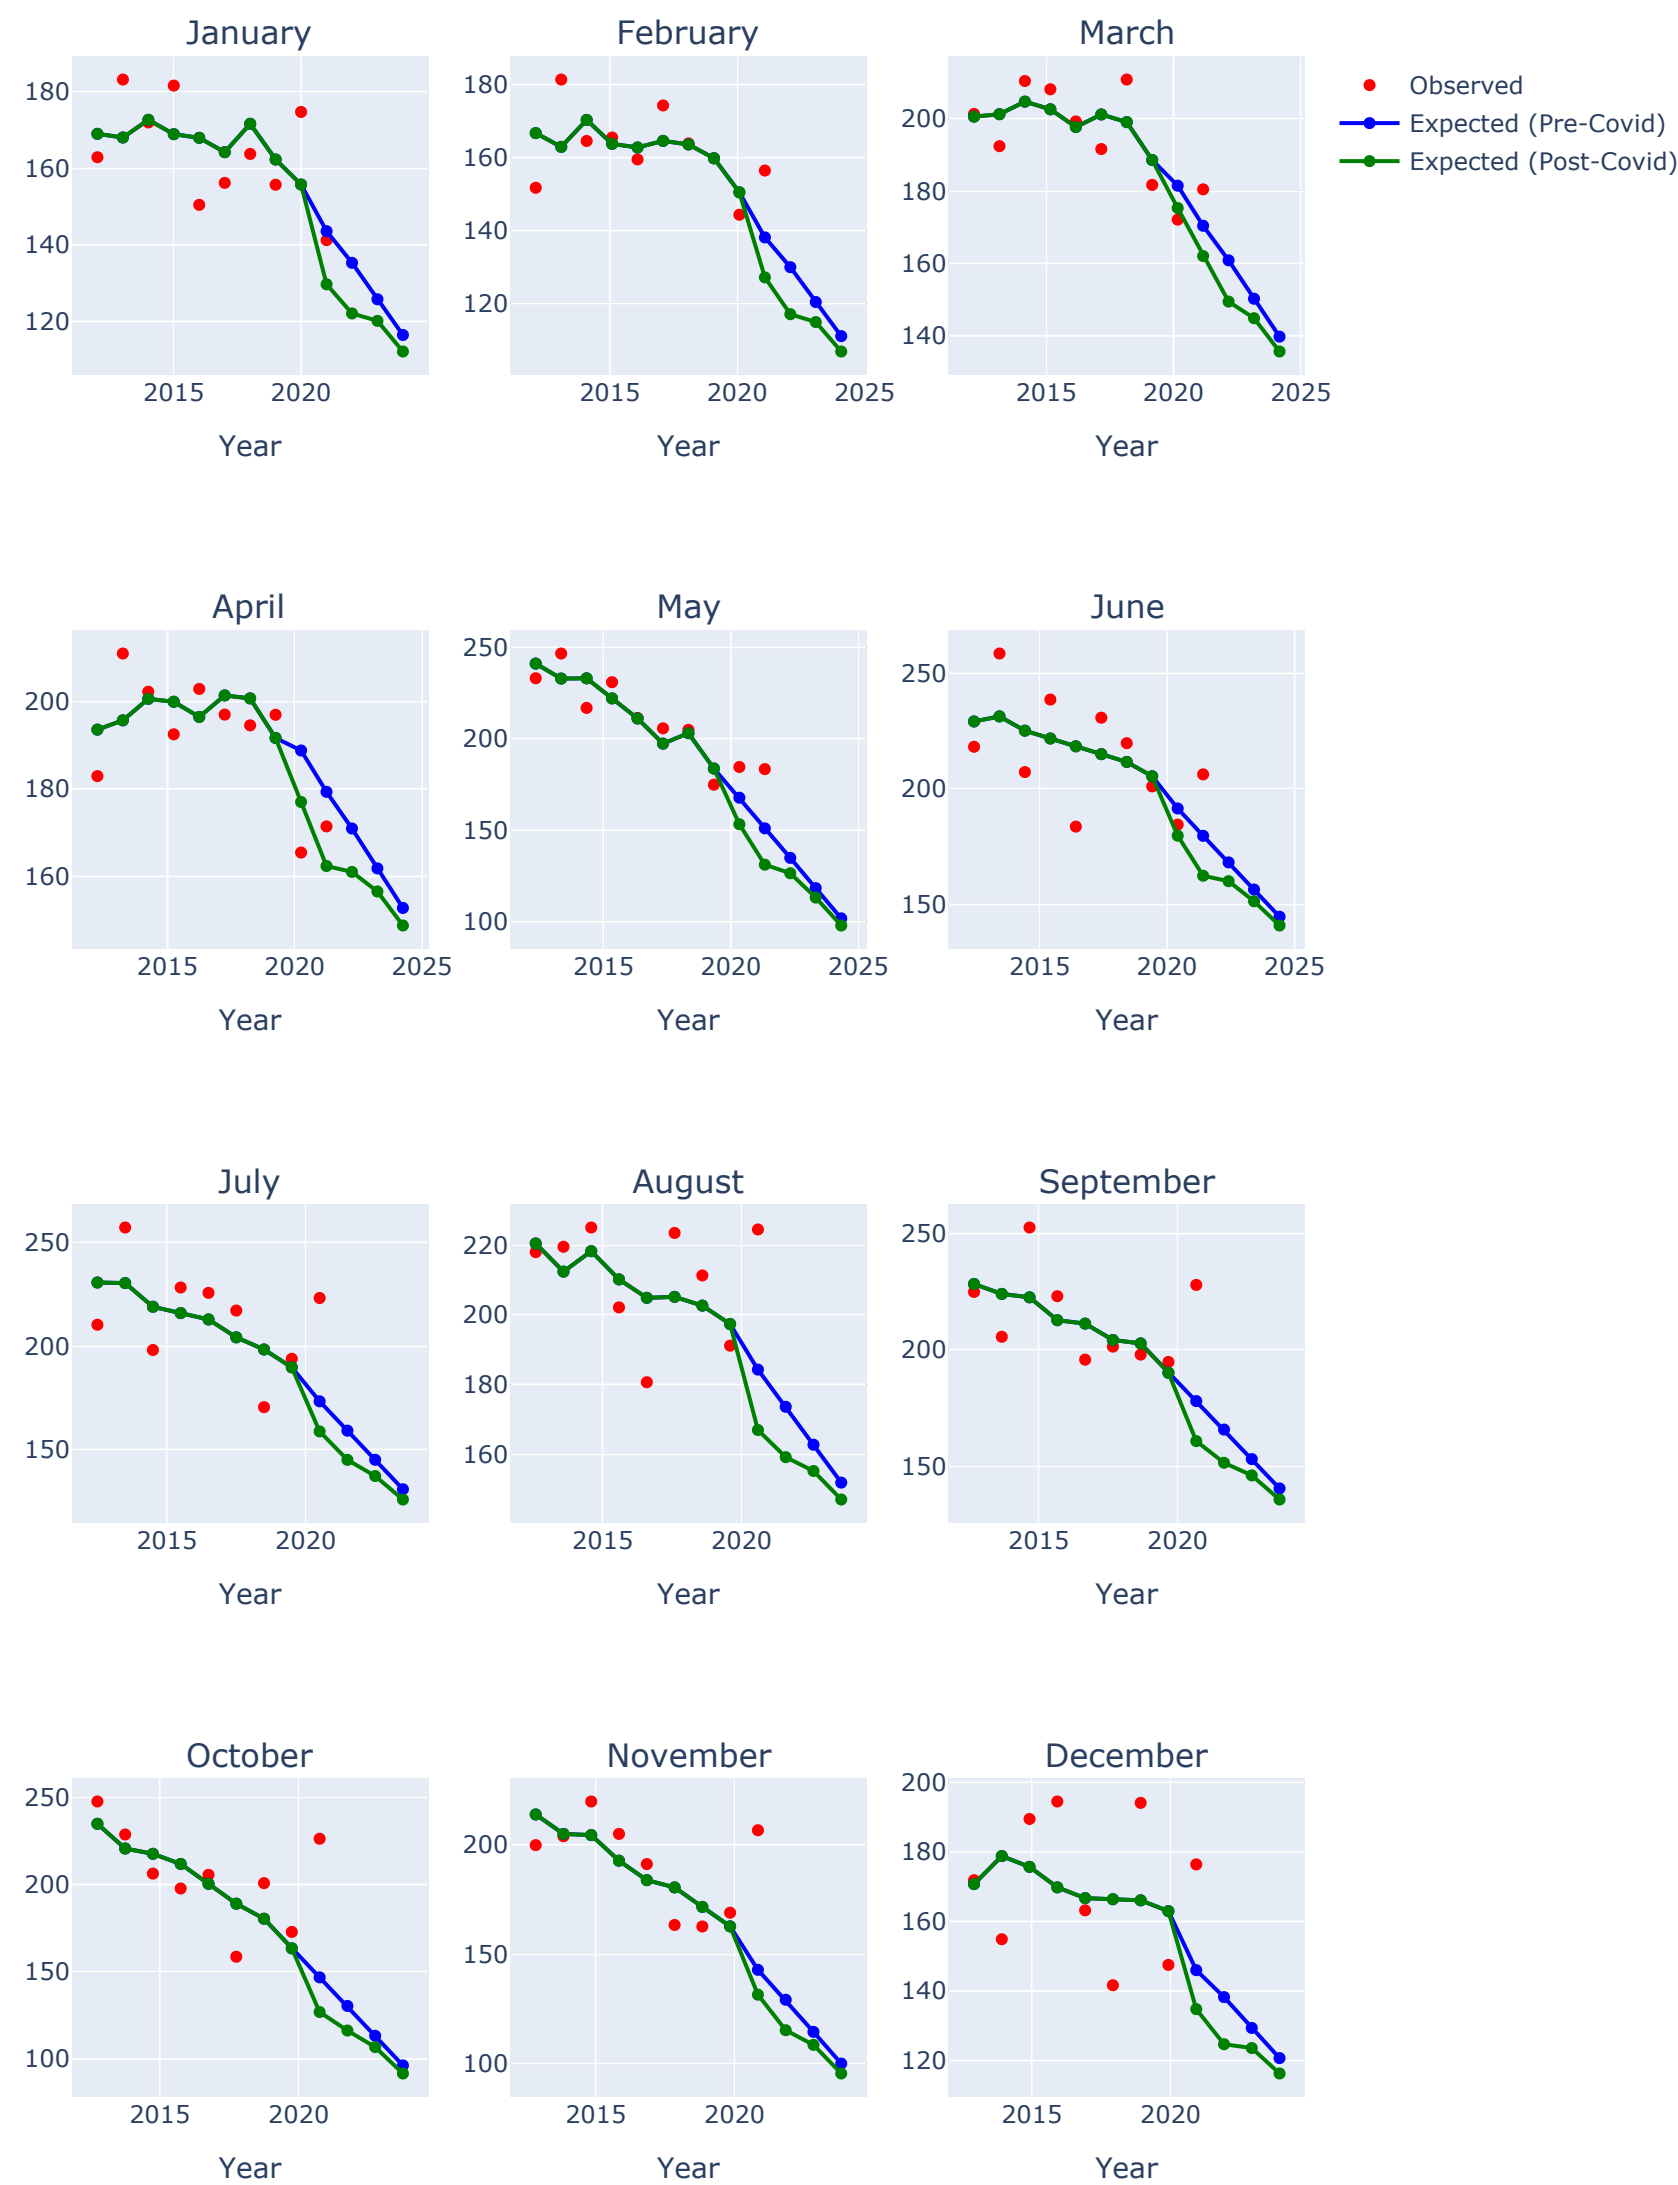 January February March
180
160
140
120
2015 2020
Year
180
160
140
120
2015 2020 2025
Year
200
180
160
140
2015 2020 2025
Year
Observed
Expected (Pre-Covid)
Expected (Post-Covid)
April May June
200
180
160
2015 2020 2025
Year
250
200
150
100
2015 2020 2025
Year
250
200
150
2015 2020 2025
Year
July August September
250
200
150
2015 2020
Year
220
200
180
160
2015 2020
Year
250
200
150
2015 2020
Year
October November December
250
200
150
100
2015 2020
Year
200
150
100
2015 2020
Year
200
180
160
140
120
2015 2020
Year